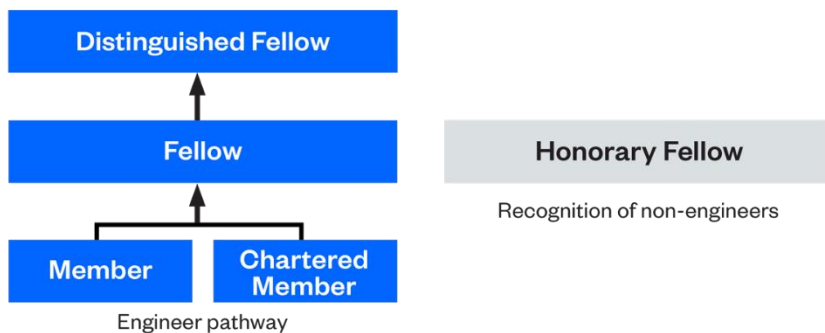 Distinguished Fellow
Fellow
Honorary Fellow
Recognition of non-engineers
Member
Chartered
Member
Engineer pathway